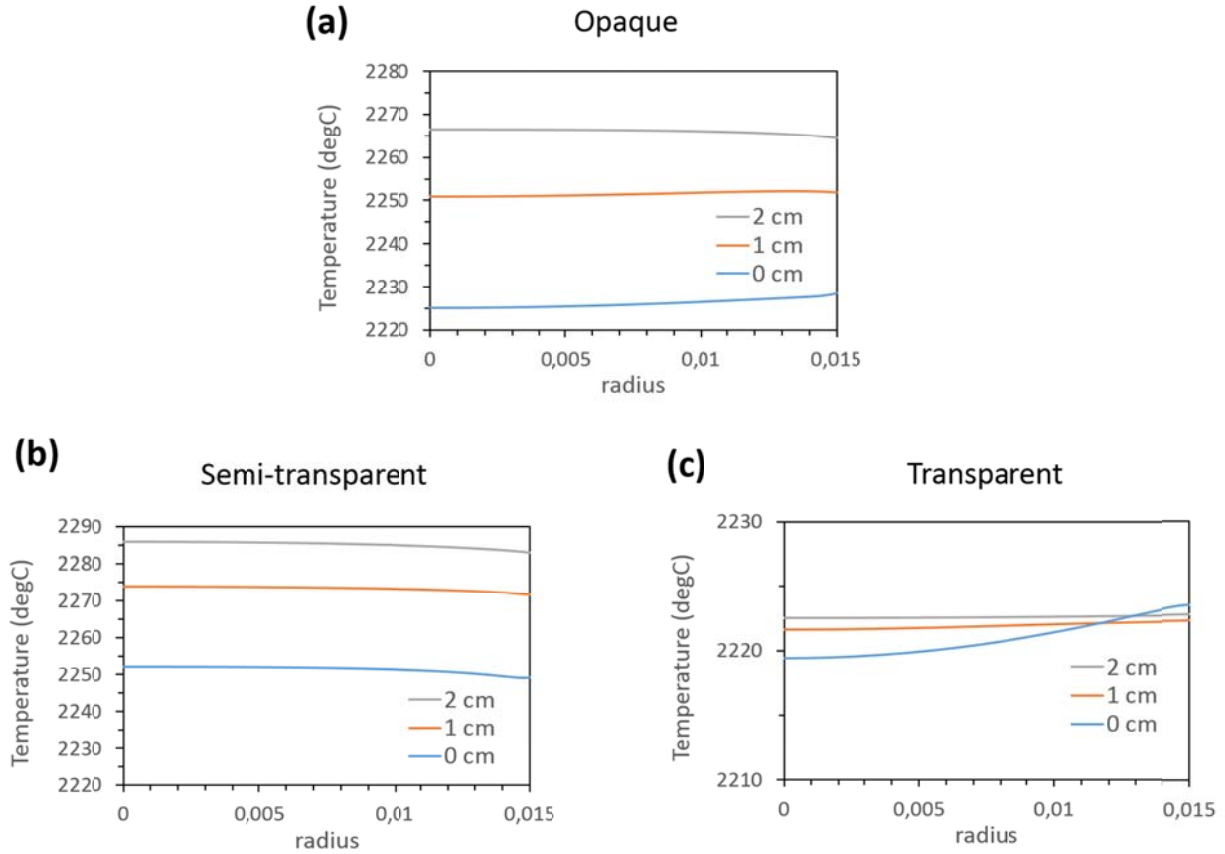 (a)
Opaque
Temperature (degC)
2280
2270
2260
2250
2240
2230
2220
2 cm
1 cm
0 cm
0
0,005
0,01
0,015
radius
(b)
Semi-transparent
Temperature (degC)
2290
2280
2270
2260
2250
2240
2230
2220
2 cm
1 cm
0 cm
0
0,005
0,01
0,015
radius
(c)
Transparent
Temperature (degC)
2230
2220
2210
2 cm
1 cm
0 cm
0
0,005
0,01
0,015
radius